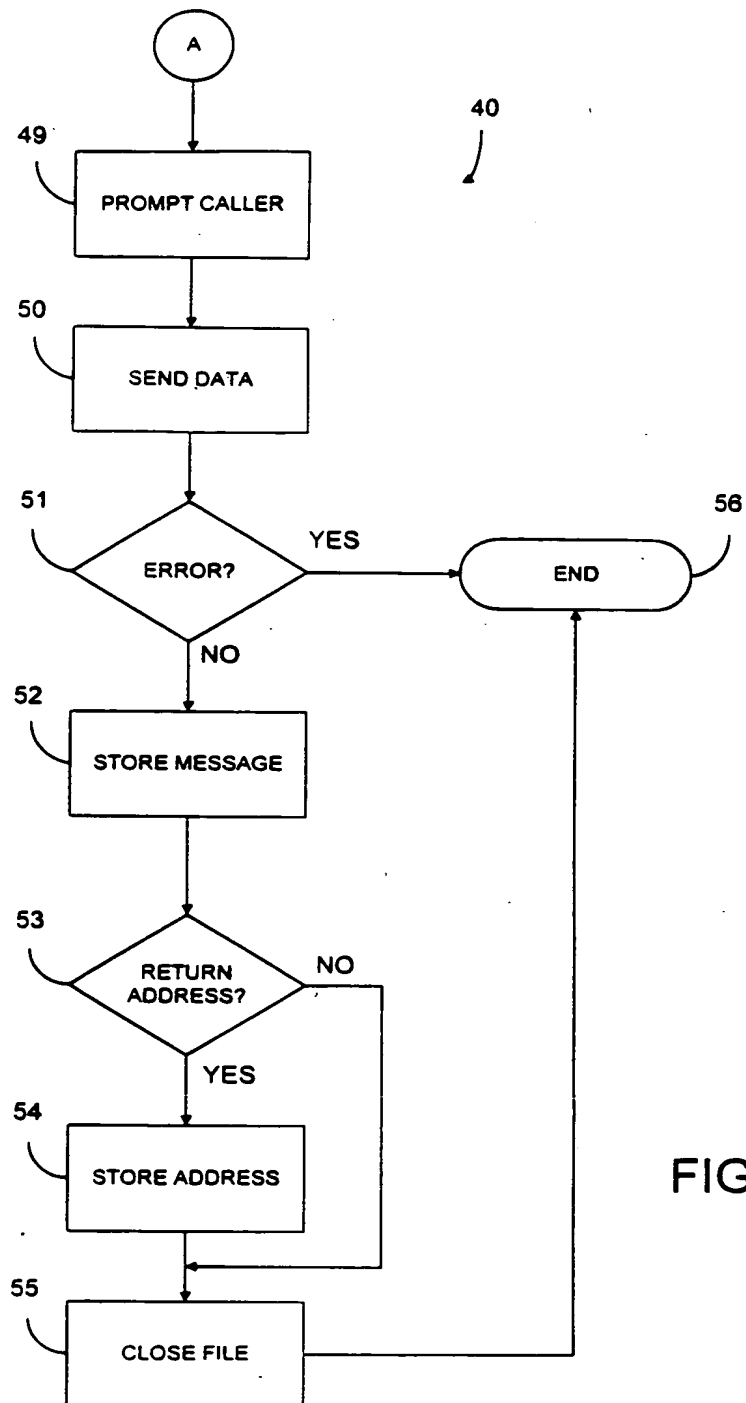 A
40
49
PROMPT CALLER
50
SEND DATA
51
ERROR?
YES
56
END
NO
52
STORE MESSAGE
53
RETURN
ADDRESS?
NO
YES
54
STORE ADDRESS
FIG
55
CLOSE FILE